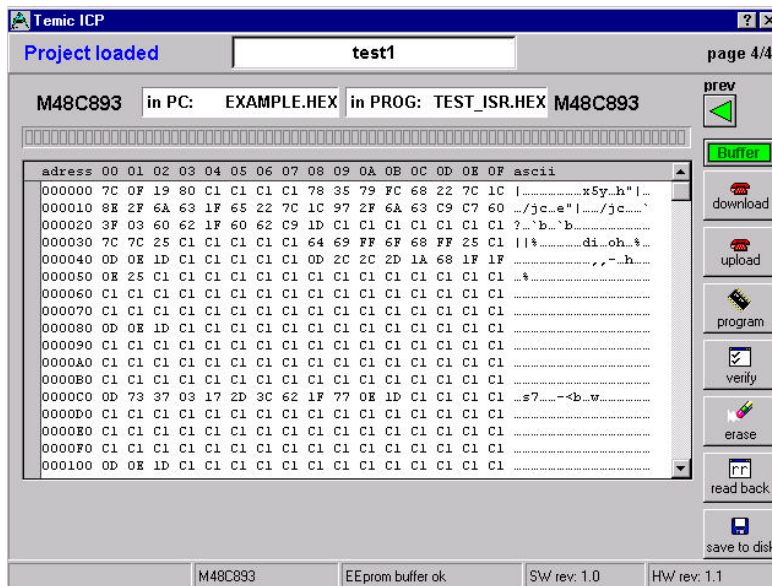 Temic ICP
Project loaded test1 page 4/4
M48C893 in PC: EXAMPLE.HEX in PROG: TEST_ISR.HEX M48C893
prev
Buffer
download
upload
program
verify
erase
read back
save to disk
adress 00 01 02 03 04 05 06 07 08 09 0A 0B 0C 0D 0E 0F ascii
000000 7C 0F 19 80 C1 C1 C1 C1 78 35 79 FC 68 22 7C 1C |....................x5y..h"|..
000010 8E 2F 6A 63 1F 65 22 7C 1C 97 2F 6A 63 C9 C7 60 ../jc..e"|..../jc.....`
000020 3F 03 60 62 1F 60 62 C9 1D C1 C1 C1 C1 C1 C1 C1 ?..`b..`b....................
000030 7C 7C 25 C1 C1 C1 C1 C1 64 69 FF 6F 68 FF 25 C1 ||%..............di..oh..%..
000040 0D 0E 1D C1 C1 C1 C1 C1 0D 2C 2C 2D 1A 68 1F 1F ....................,,-..h.....
000050 0E 25 C1 C1 C1 C1 C1 C1 C1 C1 C1 C1 C1 C1 C1 C1 ..%...............................
000060 C1 C1 C1 C1 C1 C1 C1 C1 C1 C1 C1 C1 C1 C1 C1 C1 ....................................
000070 C1 C1 C1 C1 C1 C1 C1 C1 C1 C1 C1 C1 C1 C1 C1 C1 ....................................
000080 0D 0E 1D C1 C1 C1 C1 C1 C1 C1 C1 C1 C1 C1 C1 C1 ....................................
000090 C1 C1 C1 C1 C1 C1 C1 C1 C1 C1 C1 C1 C1 C1 C1 C1 ....................................
0000A0 C1 C1 C1 C1 C1 C1 C1 C1 C1 C1 C1 C1 C1 C1 C1 C1 ....................................
0000B0 C1 C1 C1 C1 C1 C1 C1 C1 C1 C1 C1 C1 C1 C1 C1 C1 ....................................
0000C0 0D 73 37 03 17 2D 3C 62 1F 77 0E 1D C1 C1 C1 C1 ..s7.....-<b..w..............
0000D0 C1 C1 C1 C1 C1 C1 C1 C1 C1 C1 C1 C1 C1 C1 C1 C1 ....................................
0000E0 C1 C1 C1 C1 C1 C1 C1 C1 C1 C1 C1 C1 C1 C1 C1 C1 ....................................
0000F0 C1 C1 C1 C1 C1 C1 C1 C1 C1 C1 C1 C1 C1 C1 C1 C1 ....................................
000100 0D 0E 1D C1 C1 C1 C1 C1 C1 C1 C1 C1 C1 C1 C1 C1 ....................................
M48C893 EEprom buffer ok SW rev: 1.0 HW rev: 1.1